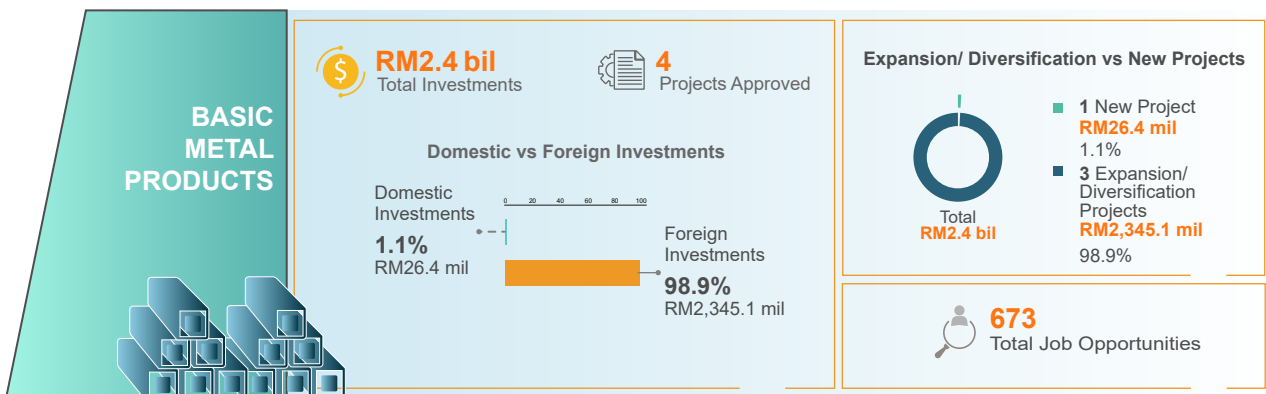 BASIC
METAL
PRODUCTS
$
RM2.4 bil
Total Investments
4
Projects Approved
Domestic vs Foreign Investments
Domestic
Investments
1.1%
RM26.4 mil
0 20 40 60 80 100
Foreign
Investments
98.9%
RM2,345.1 mil
Expansion/ Diversification vs New Projects
Total
RM2.4 bil
1 New Project
RM26.4 mil
1.1%
3 Expansion/
Diversification
Projects
RM2,345.1 mil
98.9%
673
Total Job Opportunities